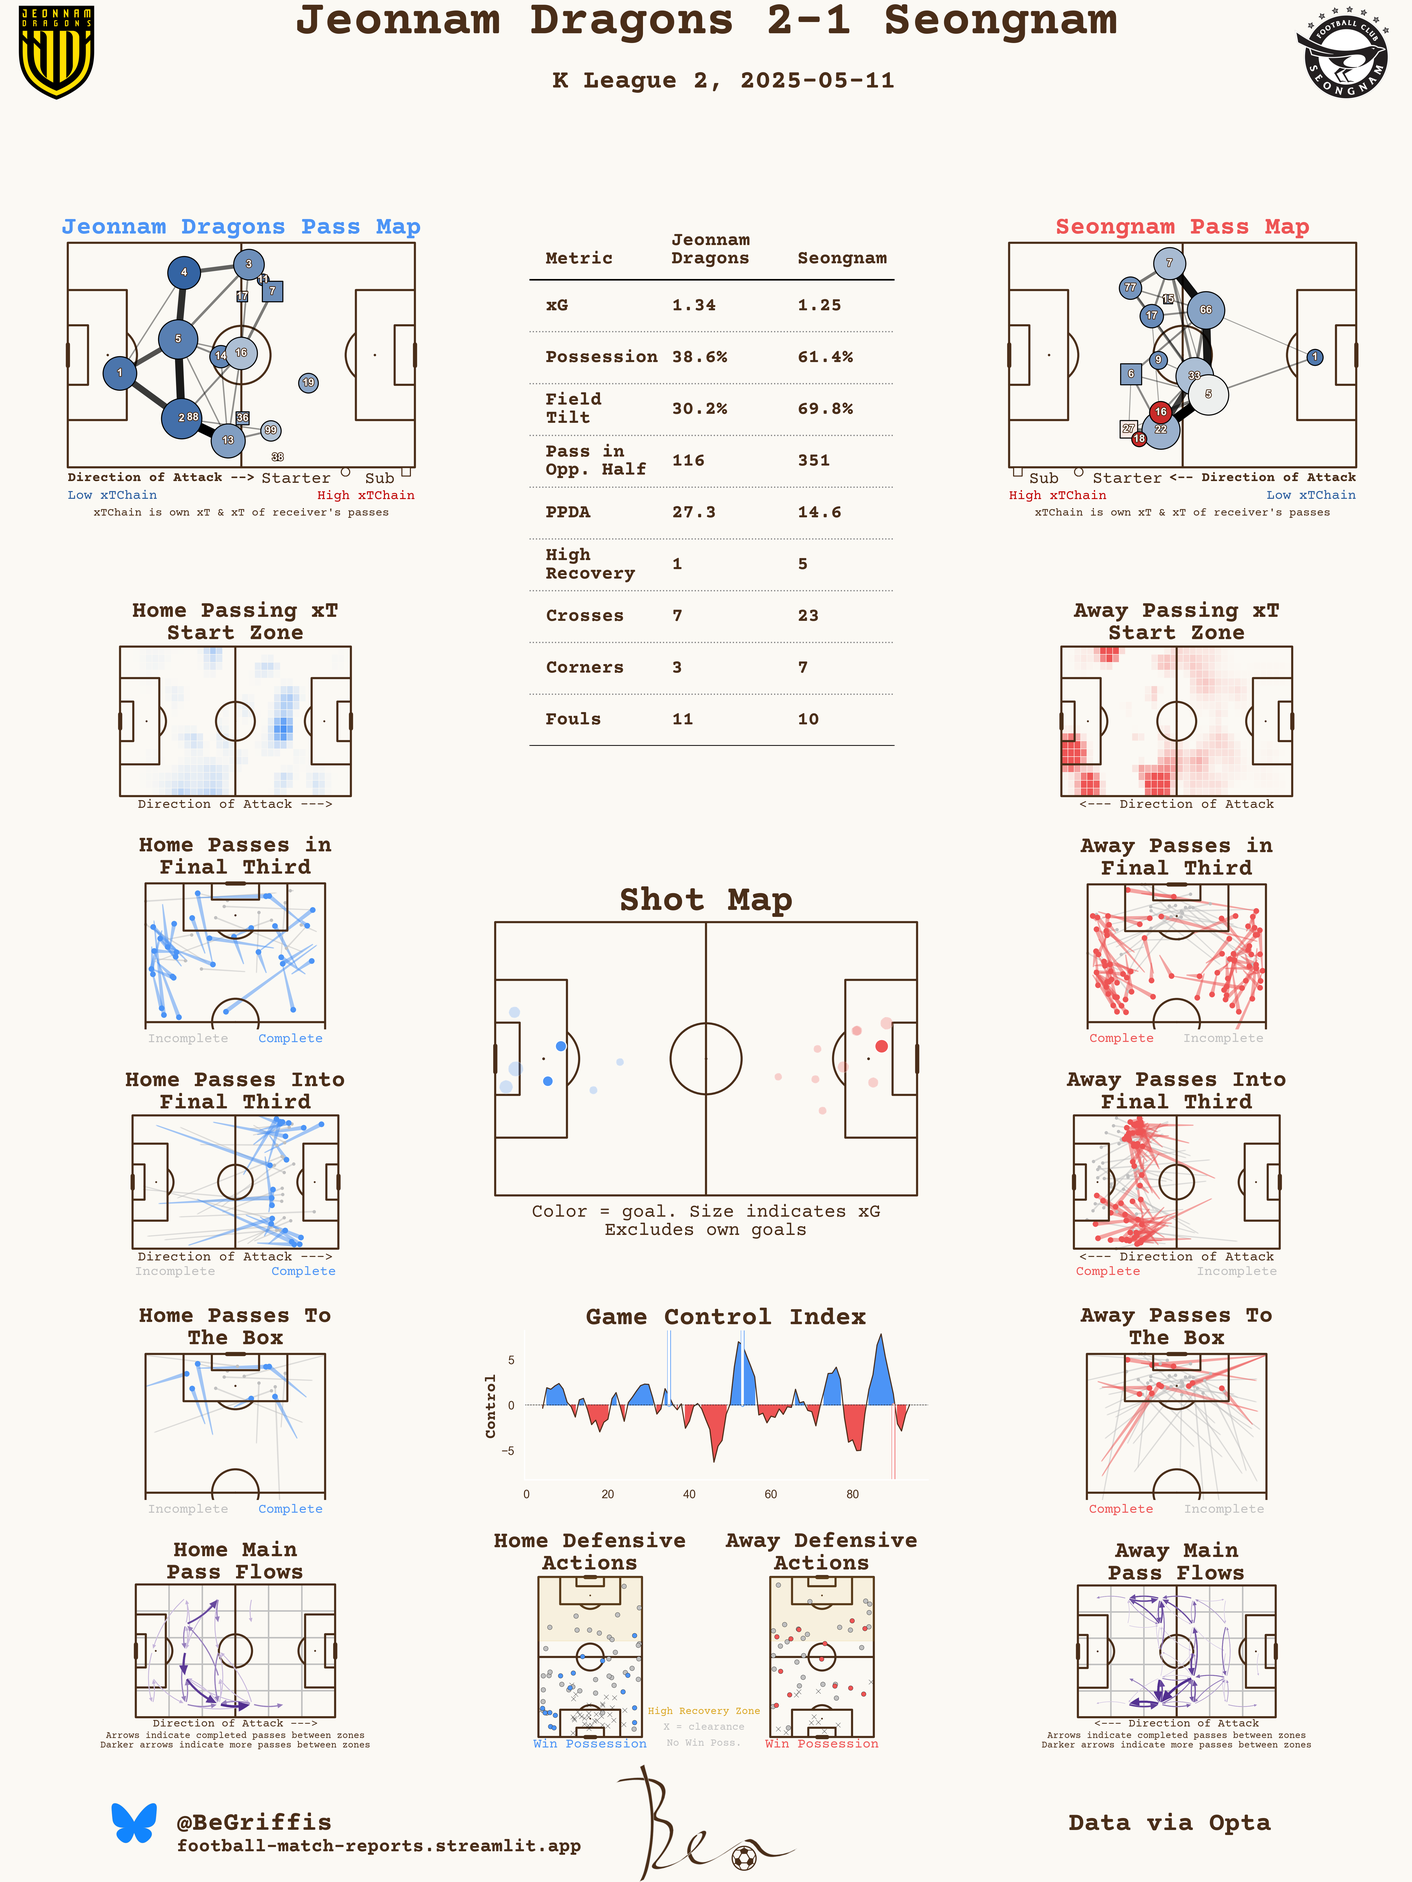 Jeonnam Dragons 2-1 Seongnam
K League 2, 2025-05-11
JEONNAM
DRAGONS
FOOTBALL CLUB
SEONGNAM
Jeonnam Dragons Pass Map
4
3
11
7
17
5
14
16
1
19
2
88
36
99
13
38
Direction of Attack --> Starter Sub
Low xTChain High xTChain
xTChain is own xT & xT of receiver's passes
Metric Jeonnam Dragons Seongnam
xG 1.34 1.25
Possession 38.6% 61.4%
Field Tilt 30.2% 69.8%
Pass in Opp. Half 116 351
PPDA 27.3 14.6
High Recovery 1 5
Crosses 7 23
Corners 3 7
Fouls 11 10
Seongnam Pass Map
7
77
15
17
66
9
1
6
33
5
16
27
22
18
Sub Starter <-- Direction of Attack
High xTChain Low xTChain
xTChain is own xT & xT of receiver's passes
Home Passing xT
Start Zone
Direction of Attack --->
Away Passing xT
Start Zone
<--- Direction of Attack
Home Passes in
Final Third
Incomplete Complete
Away Passes in
Final Third
Complete Incomplete
Shot Map
Color = goal. Size indicates xG
Excludes own goals
Home Passes Into
Final Third
Direction of Attack --->
Incomplete Complete
Away Passes Into
Final Third
<--- Direction of Attack
Complete Incomplete
Home Passes To
The Box
Incomplete Complete
Game Control Index
Control
5
0
−5
0 20 40 60 80
Away Passes To
The Box
Complete Incomplete
Home Main
Pass Flows
Direction of Attack --->
Arrows indicate completed passes between zones
Darker arrows indicate more passes between zones
Home Defensive
Actions
Win Possession
Away Defensive
Actions
Win Possession
High Recovery Zone
X = clearance
No Win Poss.
Away Main
Pass Flows
<--- Direction of Attack
Arrows indicate completed passes between zones
Darker arrows indicate more passes between zones
@BeGriffis
football-match-reports.streamlit.app
Ben
Data via Opta